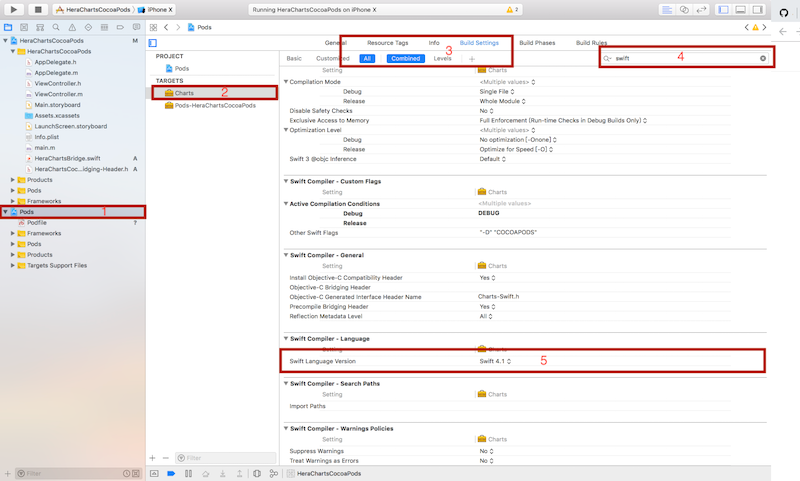 HeraChartsCocoaPods
iPhone X
Running HeraChartsCocoaPods on iPhone X
2
HeraChartsCocoaPods M
HeraChartsCocoaPods
AppDelegate.h
AppDelegate.m
ViewController.h
ViewController.m
Main.storyboard
Assets.xcassets
LaunchScreen.storyboard
Info.plist
main.m
HeraChartsBridge.swift A
HeraChartsCoc...idging-Header.h A
Products
Pods
Frameworks
Pods 1
Podfile ?
Frameworks
Pods
Products
Targets Support Files
Filter
Pods
General Resource Tags Info Build Settings Build Phases Build Rules
3
PROJECT
Pods
TARGETS
Charts 2
Pods-HeraChartsCocoaPods
Filter
Basic Customized All Combined Levels +
swift 4
Setting Charts
Compilation Mode <Multiple values>
Debug Single File
Release Whole Module
Disable Safety Checks No
Exclusive Access to Memory Full Enforcement (Run-time Checks in Debug Builds Only)
Optimization Level <Multiple values>
Debug No optimization [-Onone]
Release Optimize for Speed [-O]
Swift 3 @objc Inference Default
Swift Compiler - Custom Flags
Setting Charts
Active Compilation Conditions <Multiple values>
Debug DEBUG
Release
Other Swift Flags "-D" "COCOAPODS"
Swift Compiler - General
Setting Charts
Install Objective-C Compatibility Header Yes
Objective-C Bridging Header
Objective-C Generated Interface Header Name Charts-Swift.h
Precompile Bridging Header Yes
Reflection Metadata Level All
Swift Compiler - Language
Setting Charts
Swift Language Version Swift 4.1 5
Swift Compiler - Search Paths
Setting Charts
Import Paths
Swift Compiler - Warnings Policies
Setting Charts
Suppress Warnings No
Treat Warnings as Errors No
HeraChartsCocoaPods